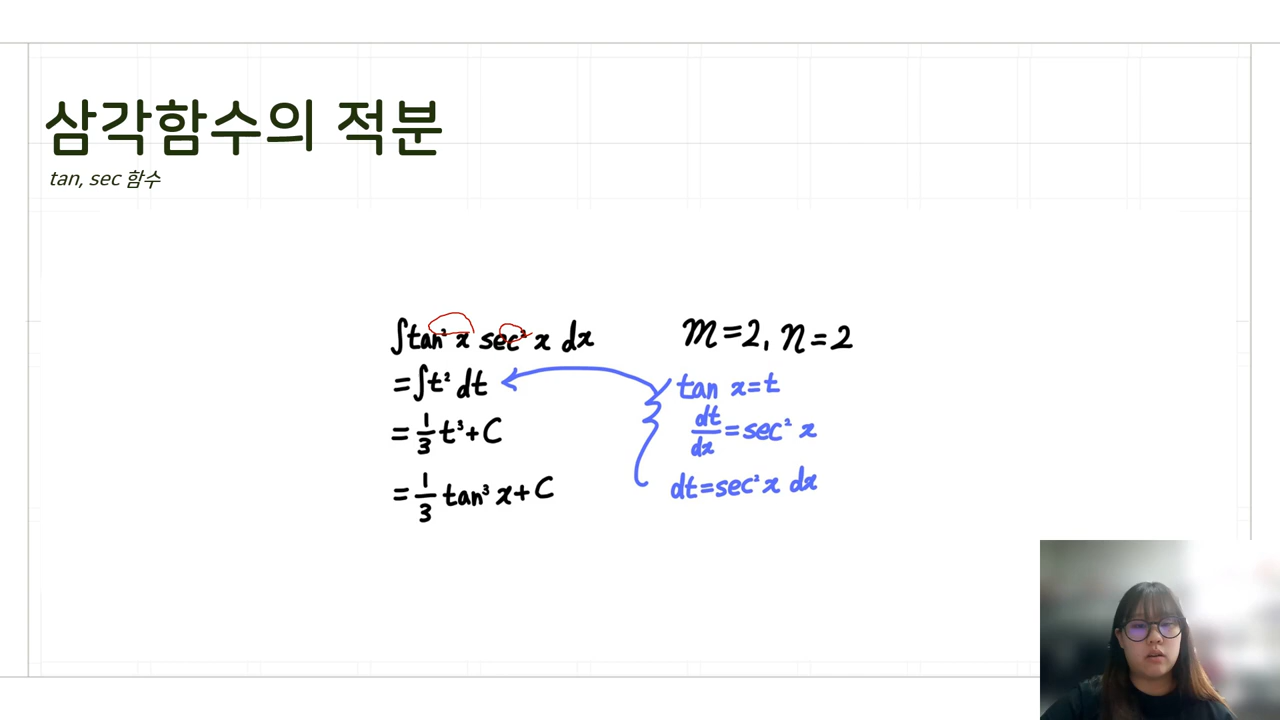 삼각함수의 적분
tan, sec 함수
∫tan² x sec² x dx
m=2, n=2
=∫t² dt
tan x=t
dt/dx=sec² x
=1/3 t³+C
dt=sec² x dx
=1/3 tan³ x+C